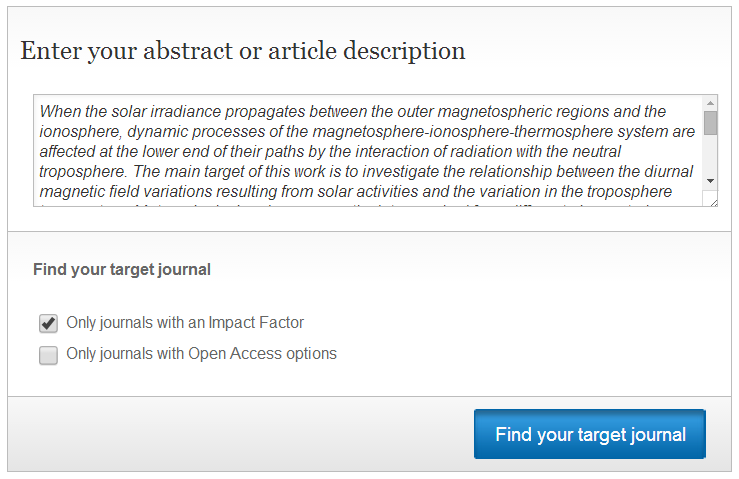 Enter your abstract or article description
When the solar irradiance propagates between the outer magnetospheric regions and the
ionosphere, dynamic processes of the magnetosphere-ionosphere-thermosphere system are
affected at the lower end of their paths by the interaction of radiation with the neutral
troposphere. The main target of this work is to investigate the relationship between the diurnal
magnetic field variations resulting from solar activities and the variation in the troposphere
Find your target journal
Only journals with an Impact Factor
Only journals with Open Access options
Find your target journal